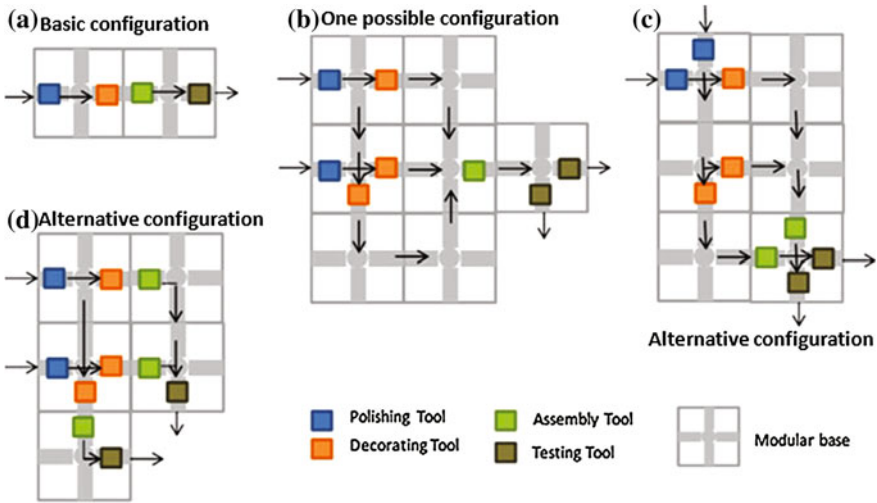 (a) Basic configuration
(b) One possible configuration
(c)
(d) Alternative configuration
Alternative configuration
Polishing Tool
Decorating Tool
Assembly Tool
Testing Tool
Modular base